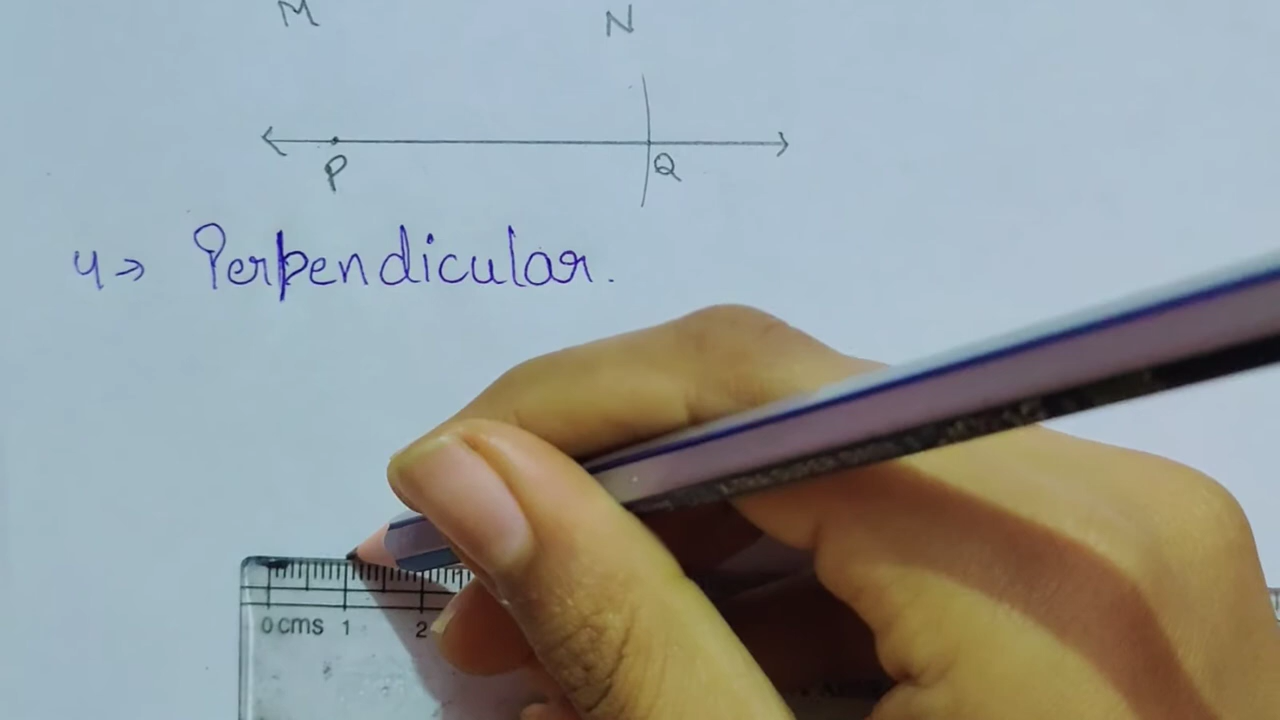 M N
P Q
4→ Perpendicular.
0 cms 1 2